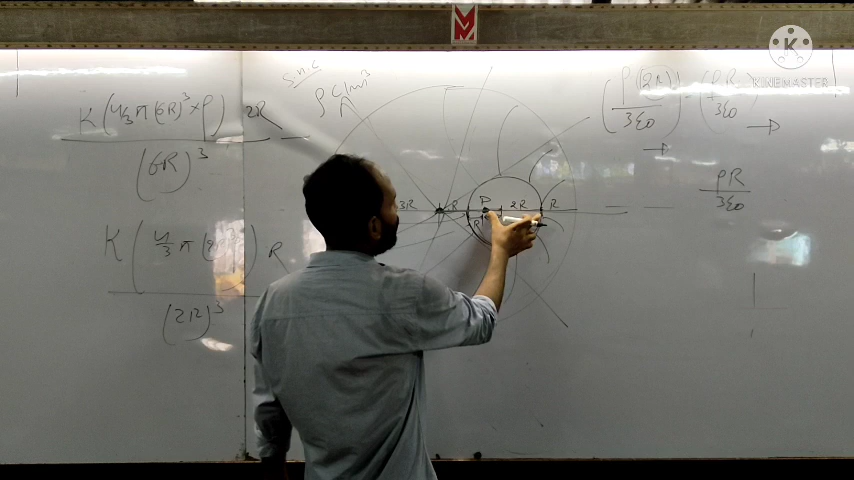 S.n.c
ρ C/m³
K (4/3 π (6R)³ × ρ) 2R
(6R)³
K ( 4/3 π (2R)³ ) R
(2R)³
3R R P 2R R
R
(ρ(2R)/3ε0) - (ρR/3ε0)
ρR
3ε0
K
KINEMASTER